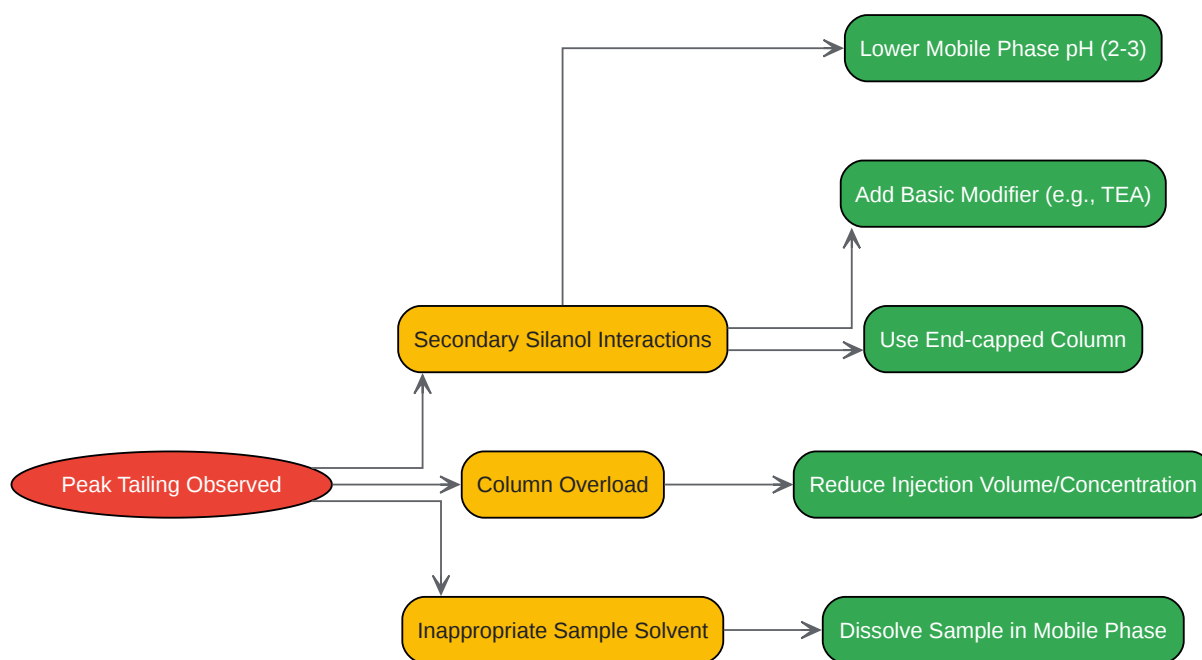 Lower Mobile Phase pH (2-3)
Add Basic Modifier (e.g., TEA)
Secondary Silanol Interactions
Use End-capped Column
Peak Tailing Observed
Column Overload
Reduce Injection Volume/Concentration
Inappropriate Sample Solvent
Dissolve Sample in Mobile Phase